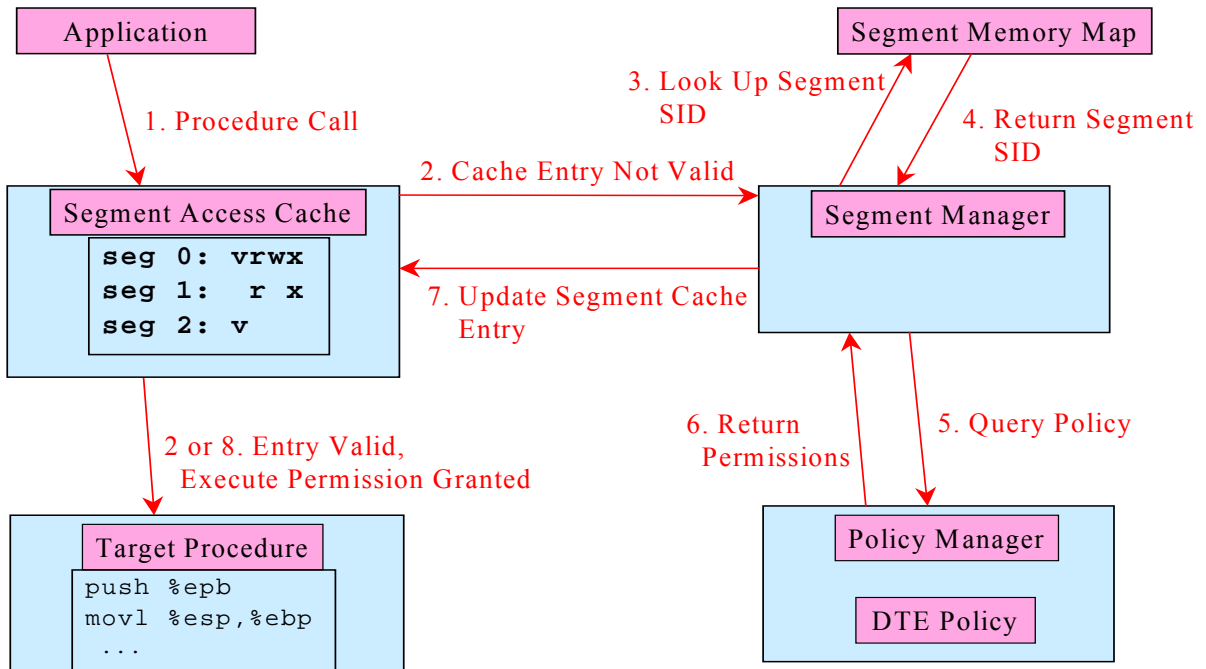 Application
Segment Memory Map
3. Look Up Segment
SID
1. Procedure Call
4. Return Segment
SID
2. Cache Entry Not Valid
Segment Access Cache
Segment Manager
seg 0: vrwx
seg 1:  r x
seg 2: v
7. Update Segment Cache
Entry
2 or 8. Entry Valid,
Execute Permission Granted
6. Return
Permissions
5. Query Policy
Target Procedure
push %epb
movl %esp,%ebp
...
Policy Manager
DTE Policy